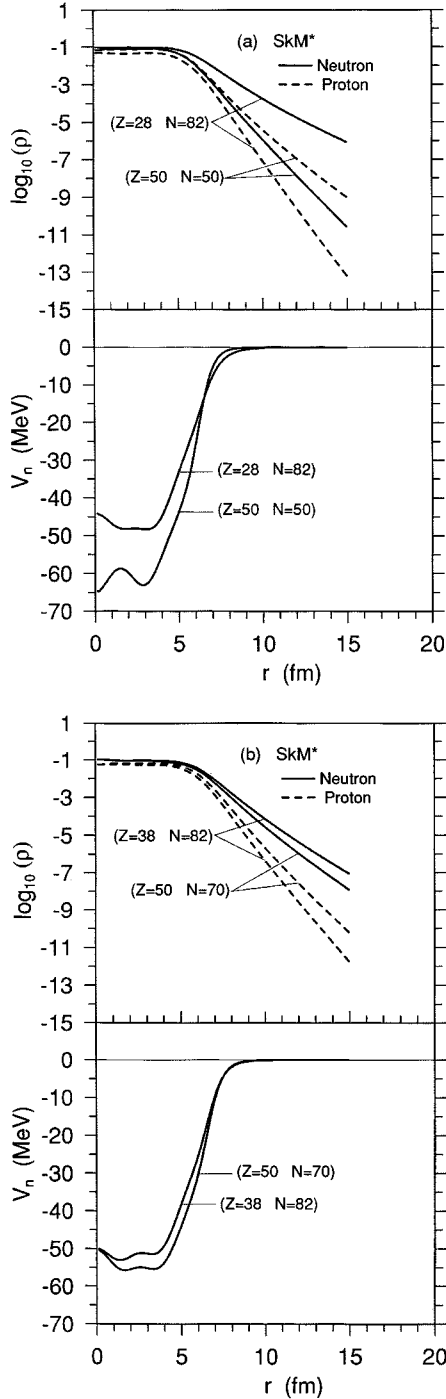 1
-1
-3
-5
-7
-9
-11
-13
-15
log10(ρ)
(a) SkM*
Neutron
Proton
(Z=28 N=82)
(Z=50 N=50)
0
-10
-20
-30
-40
-50
-60
-70
Vn (MeV)
(Z=28 N=82)
(Z=50 N=50)
0 5 10 15 20
r (fm)
1
-1
-3
-5
-7
-9
-11
-13
-15
log10(ρ)
(b) SkM*
Neutron
Proton
(Z=38 N=82)
(Z=50 N=70)
0
-10
-20
-30
-40
-50
-60
-70
Vn (MeV)
(Z=50 N=70)
(Z=38 N=82)
0 5 10 15 20
r (fm)